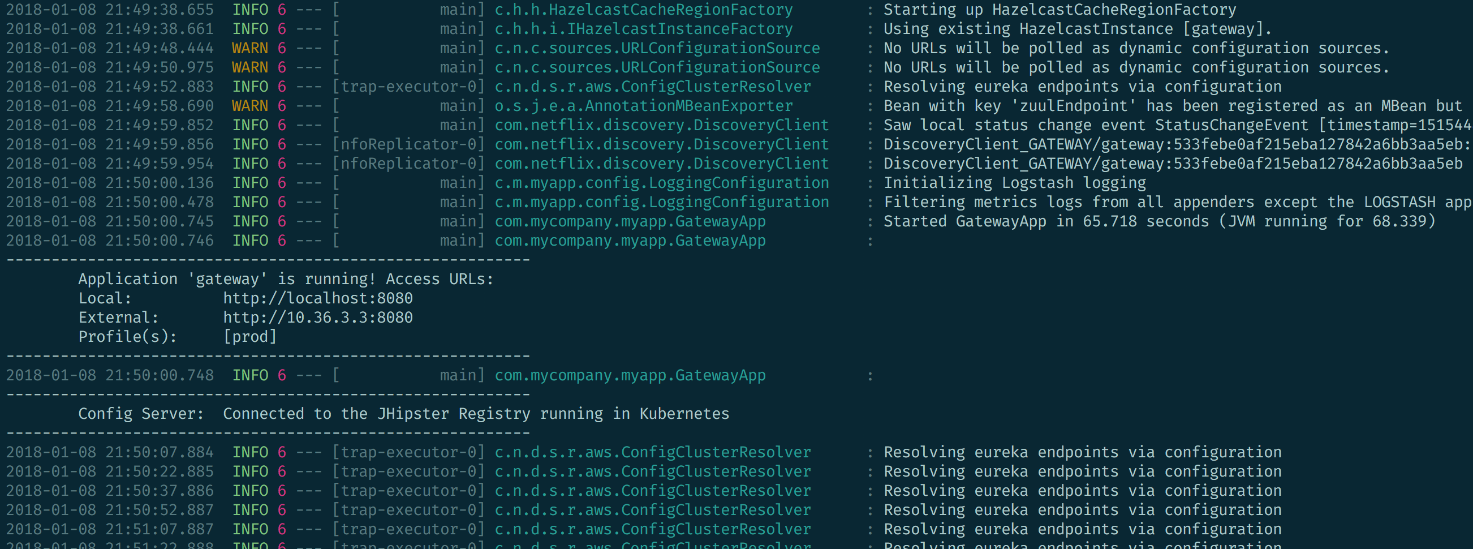 2018-01-08 21:49:38.655  INFO 6 --- [           main] c.h.h.HazelcastCacheRegionFactory        : Starting up HazelcastCacheRegionFactory
2018-01-08 21:49:38.661  INFO 6 --- [           main] c.h.h.i.IHazelcastInstanceFactory        : Using existing HazelcastInstance [gateway].
2018-01-08 21:49:48.444  WARN 6 --- [           main] c.n.c.sources.URLConfigurationSource     : No URLs will be polled as dynamic configuration sources.
2018-01-08 21:49:50.975  WARN 6 --- [           main] c.n.c.sources.URLConfigurationSource     : No URLs will be polled as dynamic configuration sources.
2018-01-08 21:49:52.883  INFO 6 --- [trap-executor-0] c.n.d.s.r.aws.ConfigClusterResolver      : Resolving eureka endpoints via configuration
2018-01-08 21:49:58.690  WARN 6 --- [           main] o.s.j.e.a.AnnotationMBeanExporter        : Bean with key 'zuulEndpoint' has been registered as an MBean but
2018-01-08 21:49:59.852  INFO 6 --- [           main] com.netflix.discovery.DiscoveryClient    : Saw local status change event StatusChangeEvent [timestamp=151544
2018-01-08 21:49:59.856  INFO 6 --- [nfoReplicator-0] com.netflix.discovery.DiscoveryClient    : DiscoveryClient_GATEWAY/gateway:533febe0af215eba127842a6bb3aa5eb:
2018-01-08 21:49:59.954  INFO 6 --- [nfoReplicator-0] com.netflix.discovery.DiscoveryClient    : DiscoveryClient_GATEWAY/gateway:533febe0af215eba127842a6bb3aa5eb
2018-01-08 21:50:00.136  INFO 6 --- [           main] c.m.myapp.config.LoggingConfiguration    : Initializing Logstash logging
2018-01-08 21:50:00.478  INFO 6 --- [           main] c.m.myapp.config.LoggingConfiguration    : Filtering metrics logs from all appenders except the LOGSTASH app
2018-01-08 21:50:00.745  INFO 6 --- [           main] com.mycompany.myapp.GatewayApp           : Started GatewayApp in 65.718 seconds (JVM running for 68.339)
2018-01-08 21:50:00.746  INFO 6 --- [           main] com.mycompany.myapp.GatewayApp           :
----------------------------------------------------------
        Application 'gateway' is running! Access URLs:
        Local:          http://localhost:8080
        External:       http://10.36.3.3:8080
        Profile(s):     [prod]
----------------------------------------------------------
2018-01-08 21:50:00.748  INFO 6 --- [           main] com.mycompany.myapp.GatewayApp           :
----------------------------------------------------------
        Config Server:  Connected to the JHipster Registry running in Kubernetes
----------------------------------------------------------
2018-01-08 21:50:07.884  INFO 6 --- [trap-executor-0] c.n.d.s.r.aws.ConfigClusterResolver      : Resolving eureka endpoints via configuration
2018-01-08 21:50:22.885  INFO 6 --- [trap-executor-0] c.n.d.s.r.aws.ConfigClusterResolver      : Resolving eureka endpoints via configuration
2018-01-08 21:50:37.886  INFO 6 --- [trap-executor-0] c.n.d.s.r.aws.ConfigClusterResolver      : Resolving eureka endpoints via configuration
2018-01-08 21:50:52.887  INFO 6 --- [trap-executor-0] c.n.d.s.r.aws.ConfigClusterResolver      : Resolving eureka endpoints via configuration
2018-01-08 21:51:07.887  INFO 6 --- [trap-executor-0] c.n.d.s.r.aws.ConfigClusterResolver      : Resolving eureka endpoints via configuration
2018-01-08 21:51:22.888  INFO 6 --- [trap-executor-0] c.n.d.s.r.aws.ConfigClusterResolver      : Resolving eureka endpoints via configuration